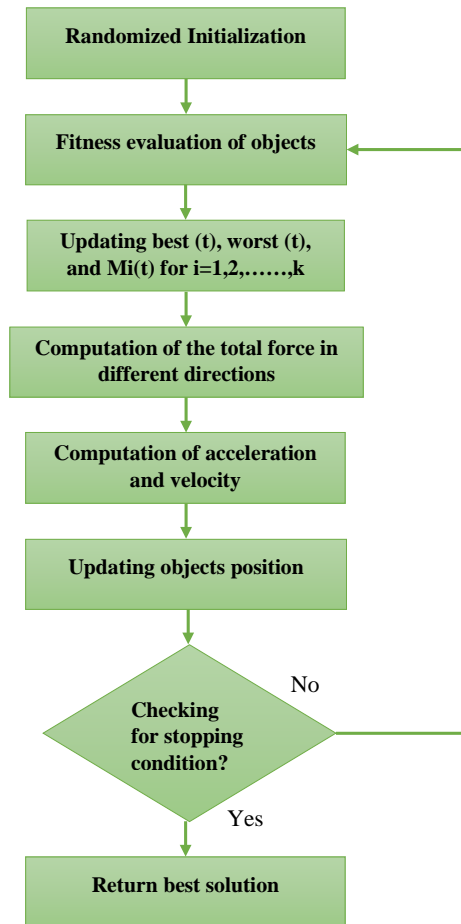 Randomized Initialization
Fitness evaluation of objects
Updating best (t), worst (t),
and Mi(t) for i=1,2,……,k
Computation of the total force in
different directions
Computation of acceleration
and velocity
Updating objects position
No
Checking
for stopping
condition?
Yes
Return best solution